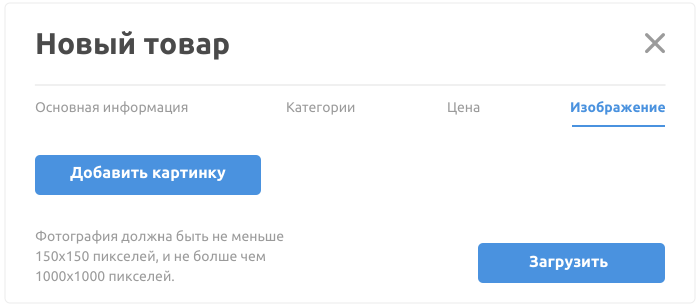 Новый товар
Основная информация Категории Цена Изображение
Добавить картинку
Фотография должна быть не меньше
150x150 пикселей, и не болше чем
1000x1000 пикселей.
Загрузить